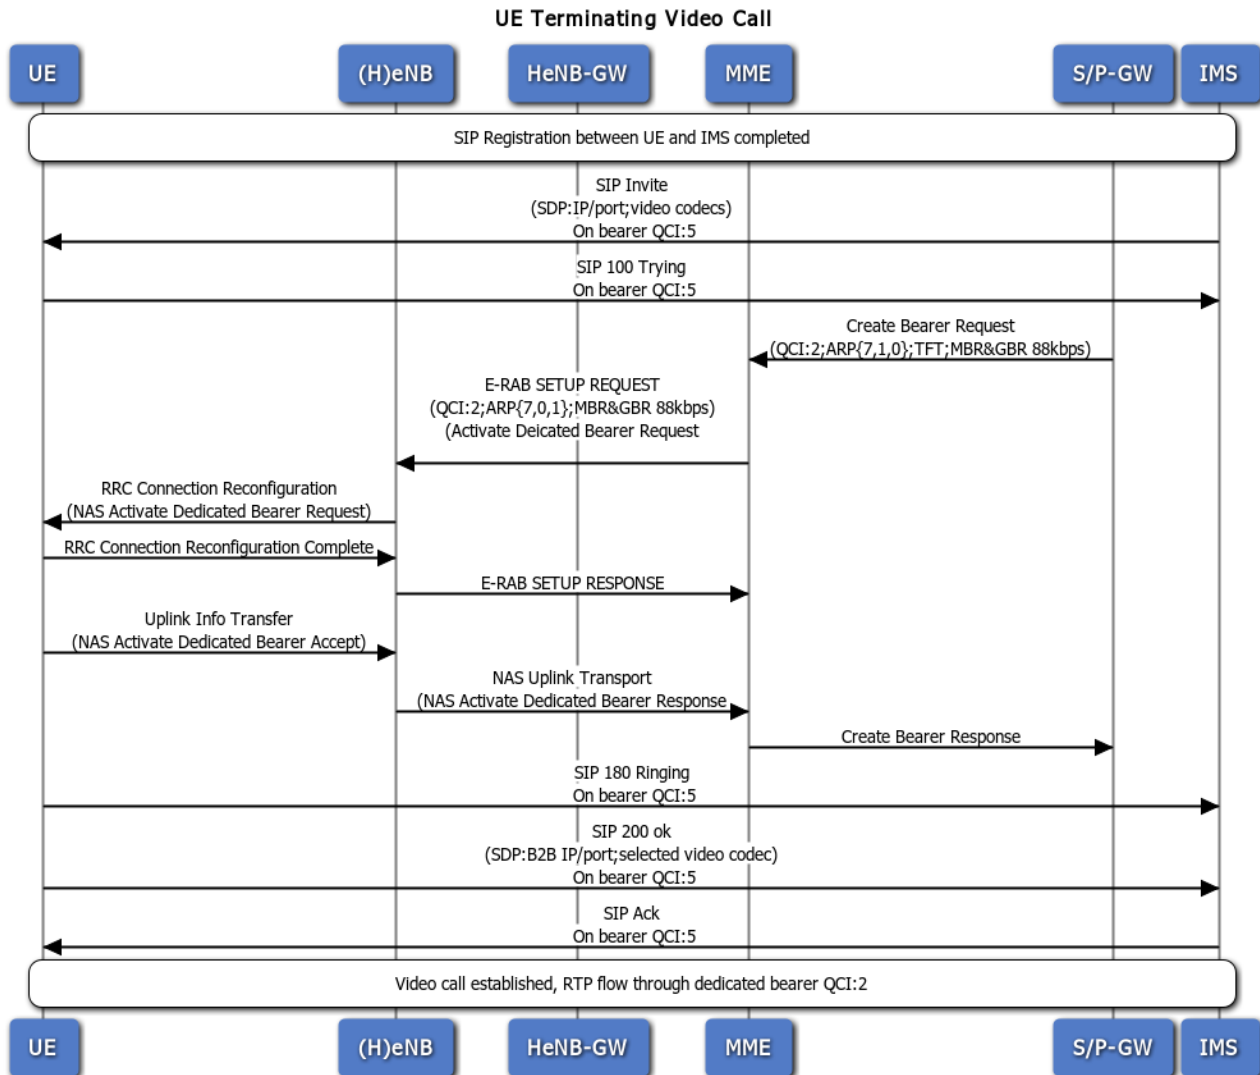 UE Terminating Video Call
UE (H)eNB HeNB-GW MME S/P-GW IMS
SIP Registration between UE and IMS completed
SIP Invite
(SDP:IP/port;video codecs)
On bearer QCI:5
SIP 100 Trying
On bearer QCI:5
Create Bearer Request
(QCI:2;ARP{7,1,0};TFT;MBR&GBR 88kbps)
E-RAB SETUP REQUEST
(QCI:2;ARP{7,0,1};MBR&GBR 88kbps)
(Activate Deicated Bearer Request
RRC Connection Reconfiguration
(NAS Activate Dedicated Bearer Request)
RRC Connection Reconfiguration Complete
E-RAB SETUP RESPONSE
Uplink Info Transfer
(NAS Activate Dedicated Bearer Accept)
NAS Uplink Transport
(NAS Activate Dedicated Bearer Response
Create Bearer Response
SIP 180 Ringing
On bearer QCI:5
SIP 200 ok
(SDP:B2B IP/port;selected video codec)
On bearer QCI:5
SIP Ack
On bearer QCI:5
Video call established, RTP flow through dedicated bearer QCI:2
UE (H)eNB HeNB-GW MME S/P-GW IMS